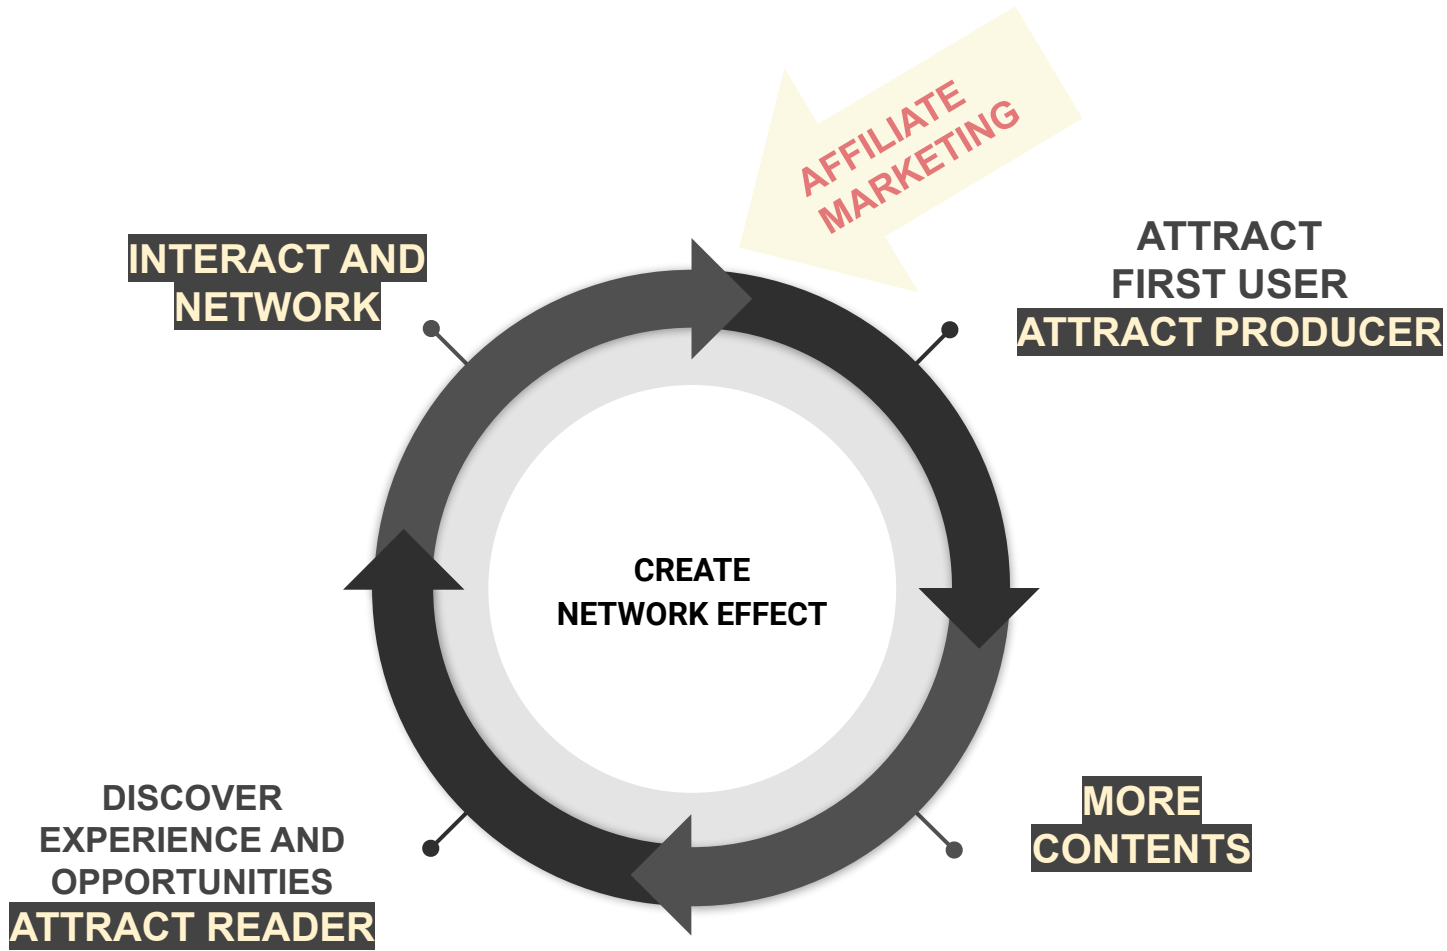 AFFILIATE
MARKETING
INTERACT AND
NETWORK
ATTRACT
FIRST USER
ATTRACT PRODUCER
CREATE
NETWORK EFFECT
DISCOVER
EXPERIENCE AND
OPPORTUNITIES
ATTRACT READER
MORE
CONTENTS